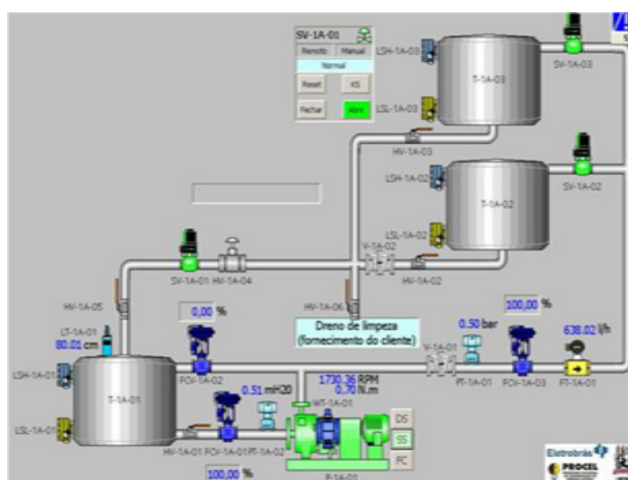 SV-1A-01
Remoto Manual
Normal
Reset KS
Fechar Abrir
LSH-1A-03
T-1A-03
SV-1A-03
LSL-1A-03
HV-1A-03
LSH-1A-02
T-1A-02
SV-1A-02
LSL-1A-02
V-1A-02
SV-1A-01
HV-1A-04
HV-1A-02
HV-1A-05
HV-1A-06
0,00 %
100,00 %
LT-1A-01
80.01 cm
Dreno de limpeza
(fornecimento do cliente)
0.50 bar
638.02 l/h
V-1A-01
LSH-1A-01
FCV-1A-02
PT-1A-01
FCV-1A-03
FT-1A-01
T-1A-01
0.51 mH20
1730.36 RPM
0.70 N.m
WT-1A-01
LSL-1A-01
HV-1A-01
FCV-1A-01
PT-1A-02
DS
SS
FC
100,00 %
P-1A-01
Eletrobrás
PROCEL